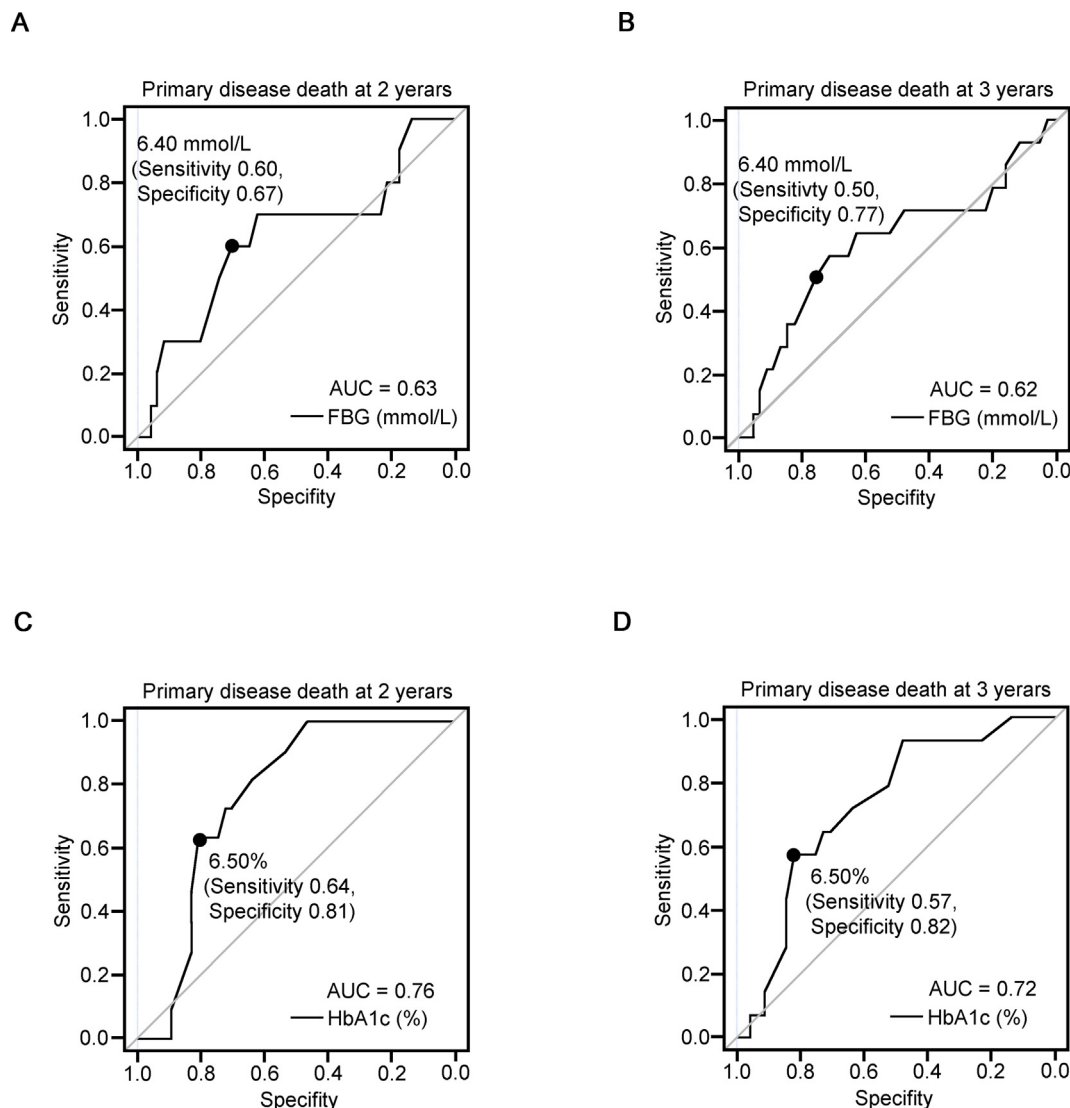 A
Primary disease death at 2 yerars
1.0
0.8
0.6
0.4
0.2
0.0
Sensitivity
6.40 mmol/L
(Sensitivity 0.60,
Specificity 0.67)
AUC = 0.63
FBG (mmol/L)
1.0 0.8 0.6 0.4 0.2 0.0
Specifity
B
Primary disease death at 3 yerars
1.0
0.8
0.6
0.4
0.2
0.0
Sensitivity
6.40 mmol/L
(Sensitivty 0.50,
Specificity 0.77)
AUC = 0.62
FBG (mmol/L)
1.0 0.8 0.6 0.4 0.2 0.0
Specifity
C
Primary disease death at 2 yerars
1.0
0.8
0.6
0.4
0.2
0.0
Sensitivity
6.50%
(Sensitivity 0.64,
Specificity 0.81)
AUC = 0.76
HbA1c (%)
1.0 0.8 0.6 0.4 0.2 0.0
Specifity
D
Primary disease death at 3 yerars
1.0
0.8
0.6
0.4
0.2
0.0
Sensitivity
6.50%
(Sensitivity 0.57,
Specificity 0.82)
AUC = 0.72
HbA1c (%)
1.0 0.8 0.6 0.4 0.2 0.0
Specifity